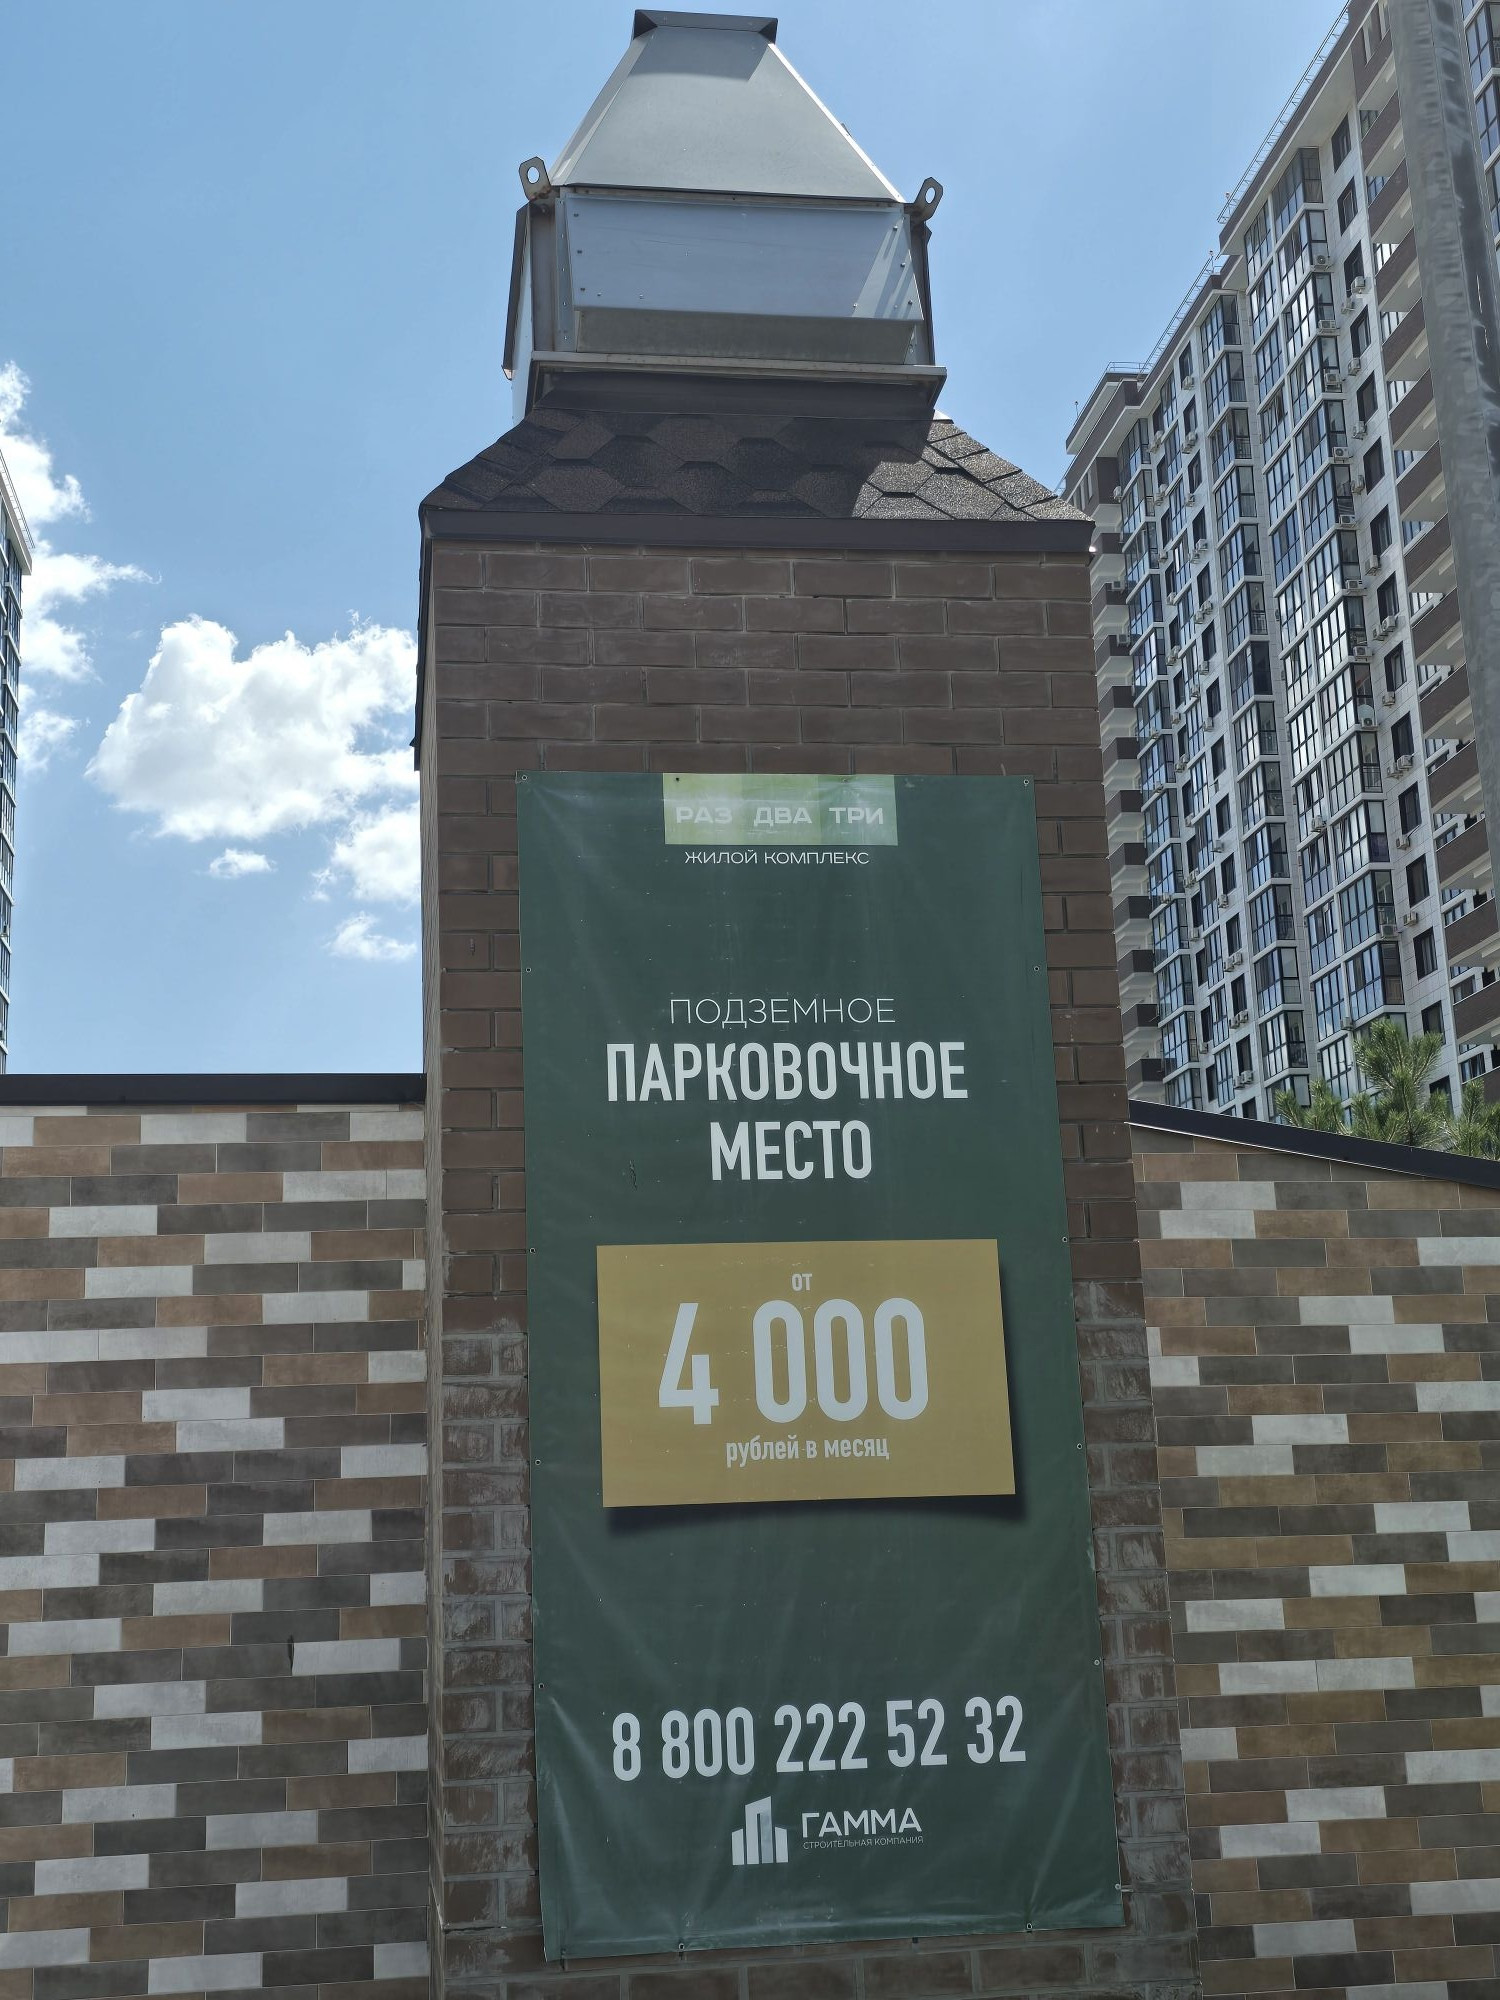 РАЗ ДВА ТРИ
ЖИЛОЙ КОМПЛЕКС
ПОДЗЕМНОЕ
ПАРКОВОЧНОЕ
МЕСТО
от
4 000
рублей в месяц
8 800 222 52 32
ГАММА
СТРОИТЕЛЬНАЯ КОМПАНИЯ